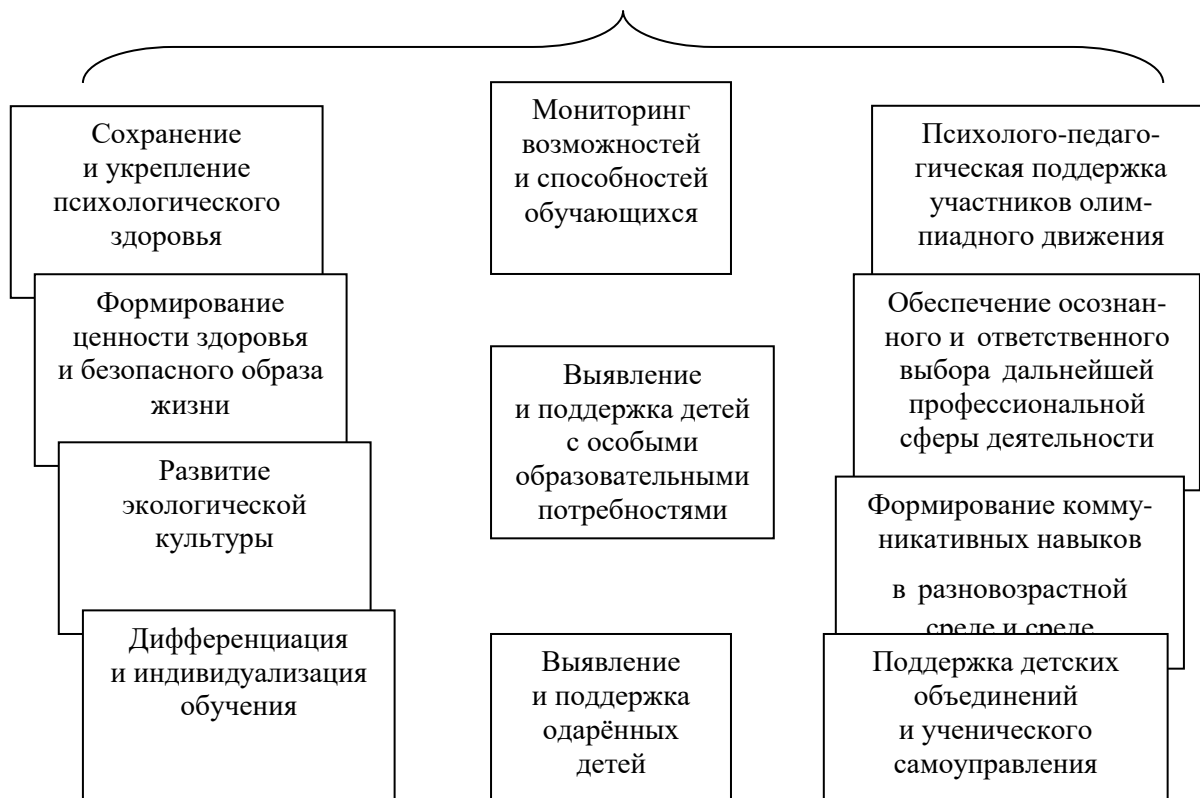 Сохранение
и укрепление
психологического
здоровья
Формирование
ценности здоровья
и безопасного образа
жизни
Развитие
экологической
культуры
Дифференциация
и индивидуализация
обучения
Мониторинг
возможностей
и способностей
обучающихся
Выявление
и поддержка детей
с особыми
образовательными
потребностями
Выявление
и поддержка
одарённых
детей
Психолого-педаго-
гическая поддержка
участников олим-
пиадного движения
Обеспечение осознан-
ного и ответственного
выбора дальнейшей
профессиональной
сферы деятельности
Формирование комму-
никативных навыков
в разновозрастной
среде и среде
Поддержка детских
объединений
и ученического
самоуправления